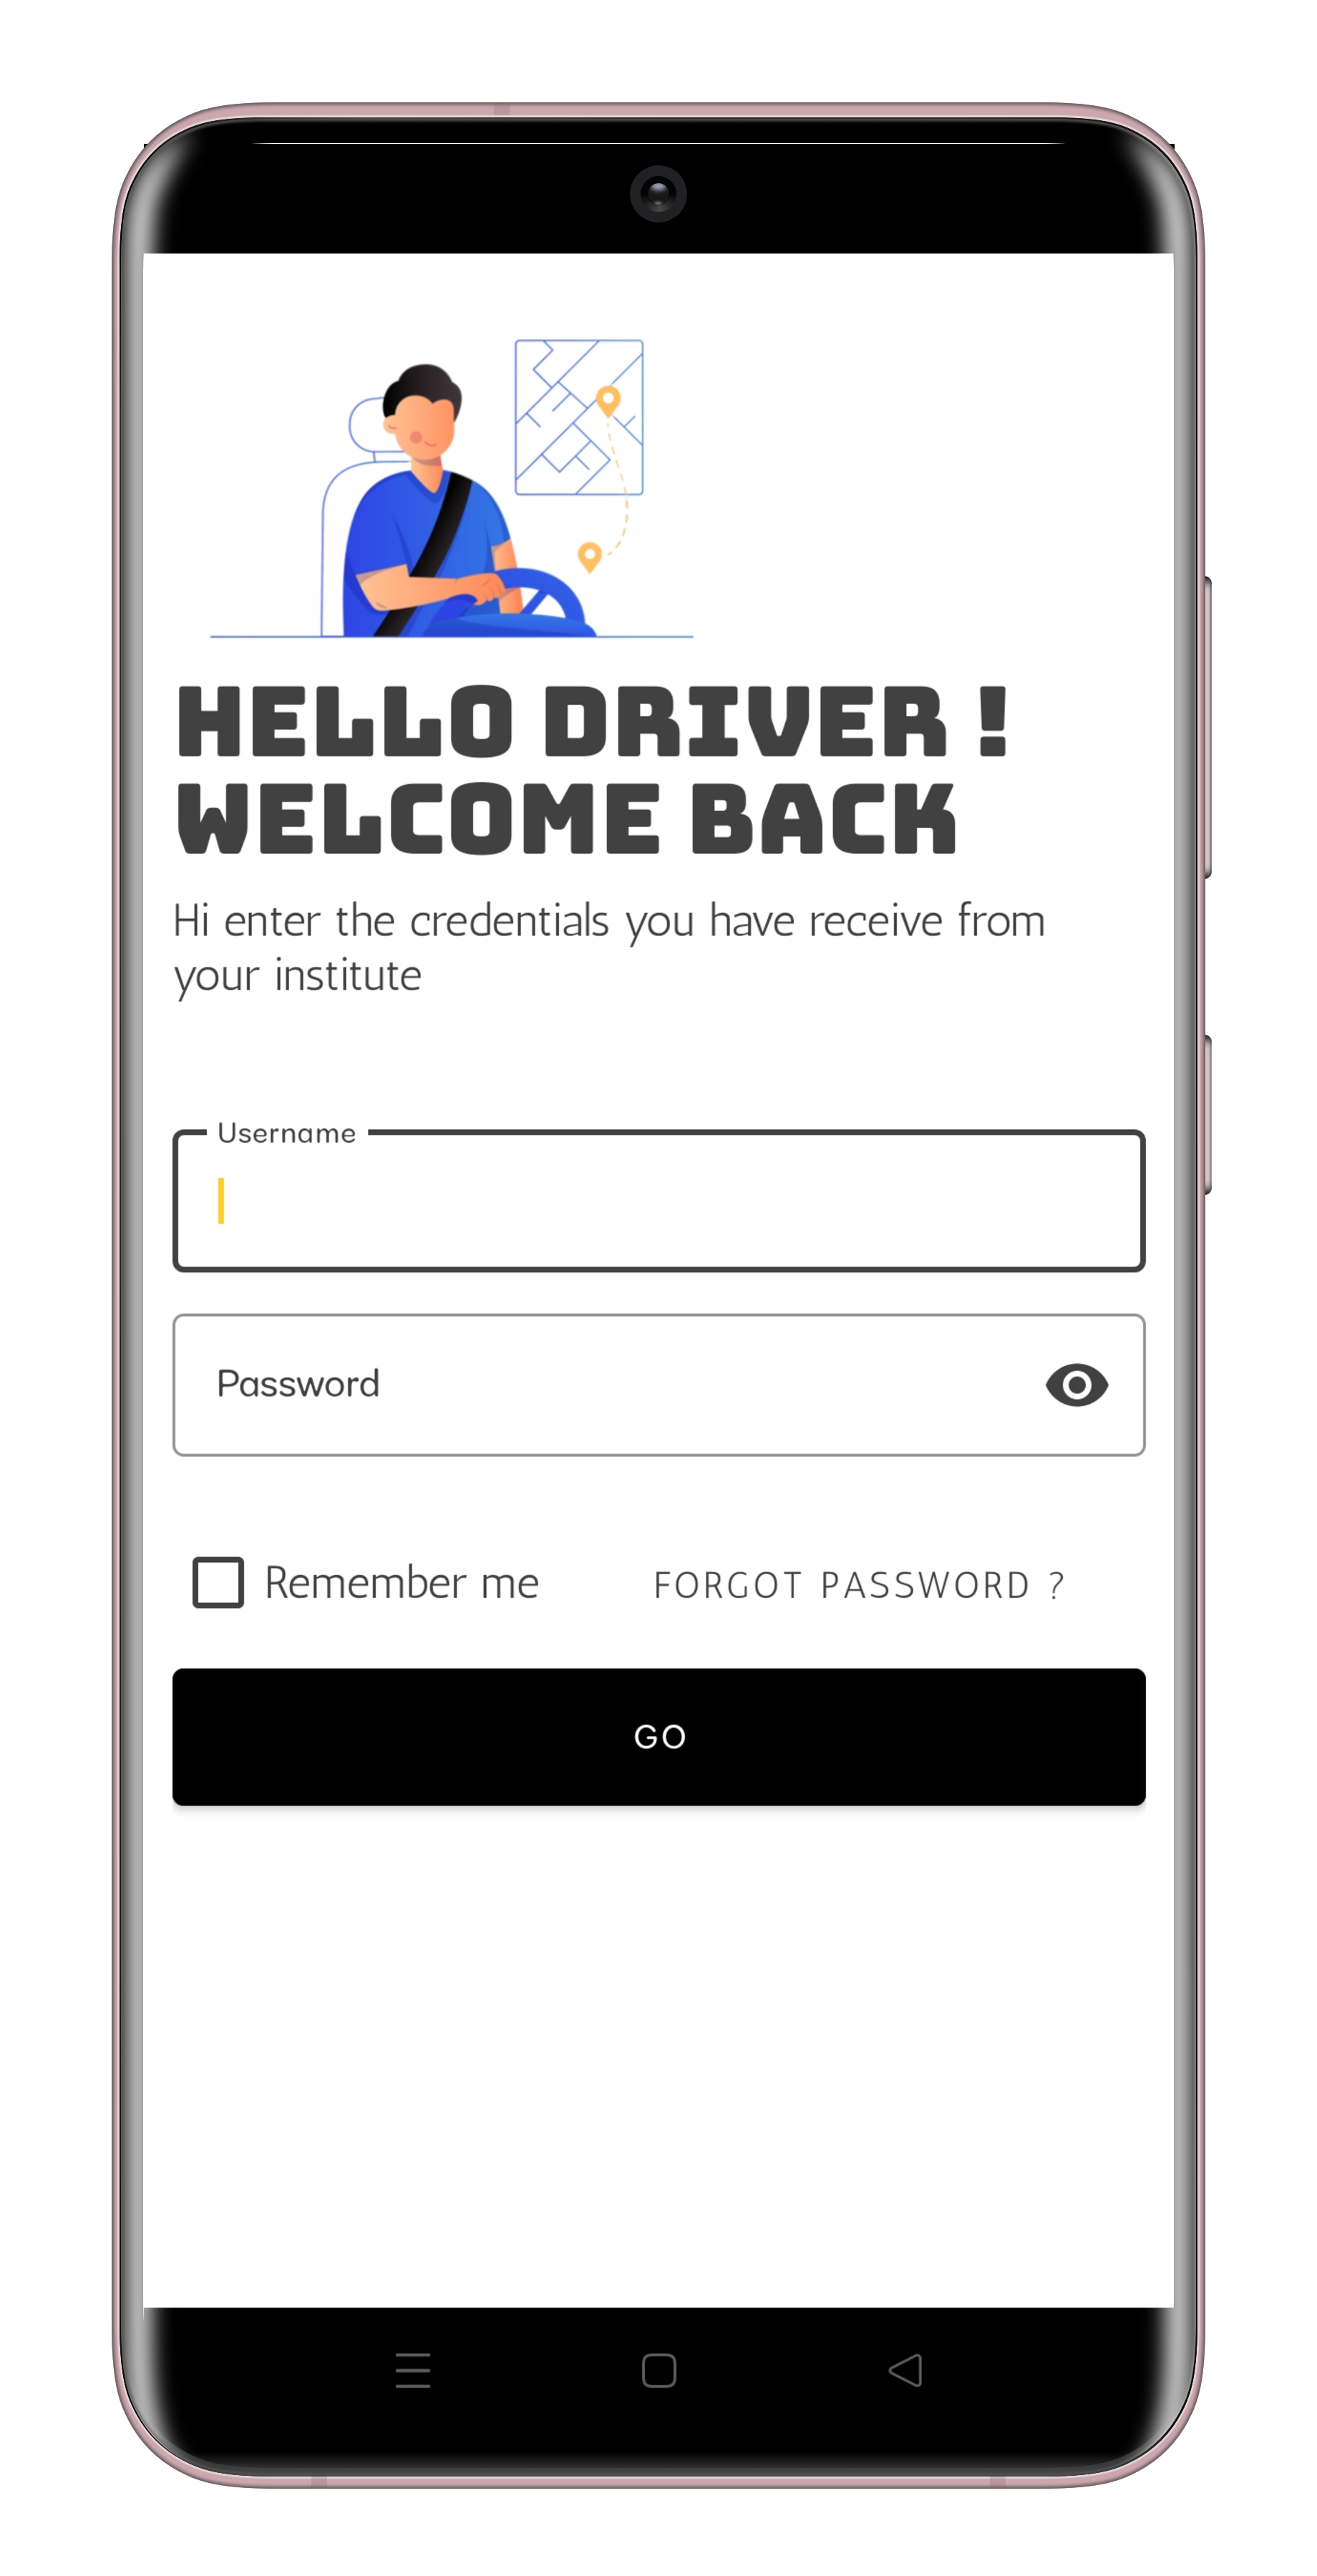 HELLO DRIVER !
WELCOME BACK
Hi enter the credentials you have receive from
your institute
Username
Password
Remember me
FORGOT PASSWORD ?
GO